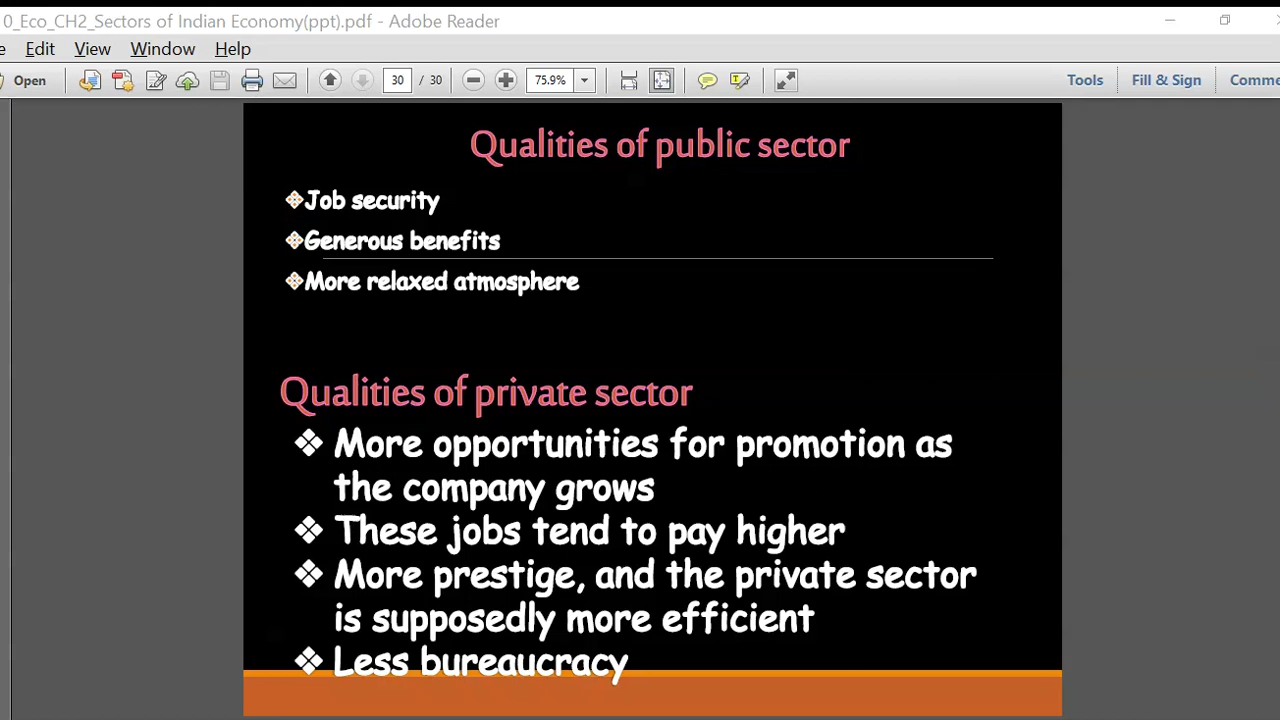 0_Eco_CH2_Sectors of Indian Economy(ppt).pdf - Adobe Reader
Edit View Window Help
Open 30 / 30 75.9% Tools Fill & Sign
Qualities of public sector
Job security
Generous benefits
More relaxed atmosphere
Qualities of private sector
More opportunities for promotion as
the company grows
These jobs tend to pay higher
More prestige, and the private sector
is supposedly more efficient
Less bureaucracy